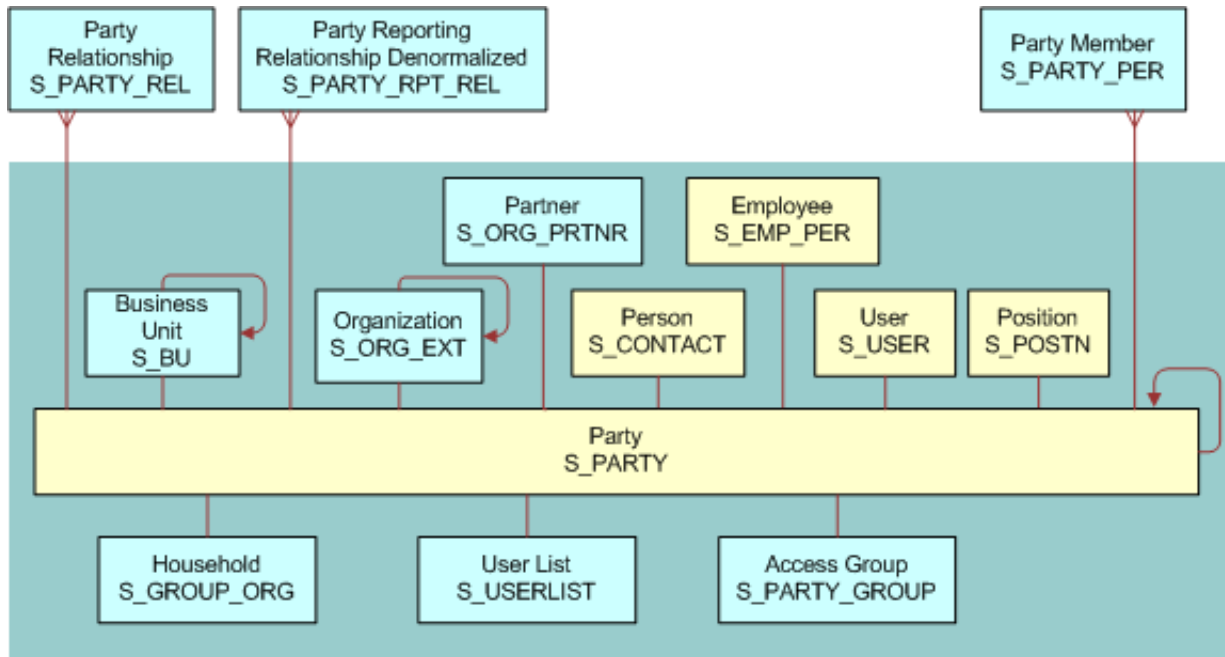 Party
Relationship
S_PARTY_REL
Party Reporting
Relationship Denormalized
S_PARTY_RPT_REL
Party Member
S_PARTY_PER
Partner
S_ORG_PRTNR
Employee
S_EMP_PER
Business
Unit
S_BU
Organization
S_ORG_EXT
Person
S_CONTACT
User
S_USER
Position
S_POSTN
Party
S_PARTY
Household
S_GROUP_ORG
User List
S_USERLIST
Access Group
S_PARTY_GROUP